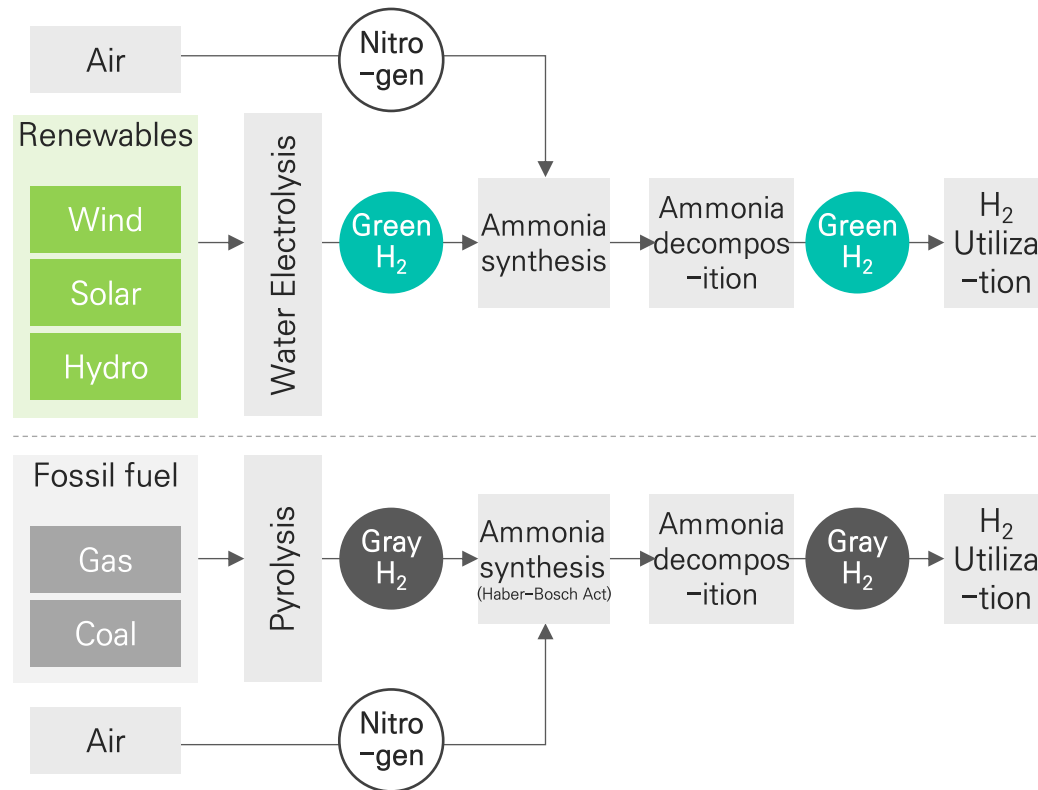 Air
Nitro
-gen
Renewables
Wind
Solar
Hydro
Water Electrolysis
Green
H₂
Ammonia
synthesis
Ammonia
decompos
-ition
Green
H₂
H₂
Utiliza
-tion
Fossil fuel
Gas
Coal
Pyrolysis
Gray
H₂
Ammonia
synthesis
(Haber-Bosch Act)
Ammonia
decompos
-ition
Gray
H₂
H₂
Utiliza
-tion
Air
Nitro
-gen